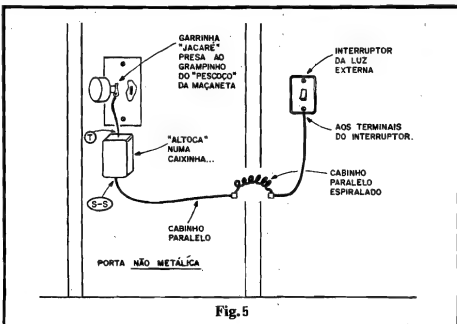 GARRINHA
"JACARÉ"
PRESA AO
GRAMPINHO
DO "PESCOÇO"
DA MAÇANETA
INTERRUPTOR
DA LUZ
EXTERNA
T
"ALTOCA"
NUMA
CAIXINHA...
AOS TERMINAIS
DO INTERRUPTOR.
S-S
CABINHO
PARALELO
ESPIRALADO
CABINHO
PARALELO
PORTA NÃO METÁLICA
Fig. 5